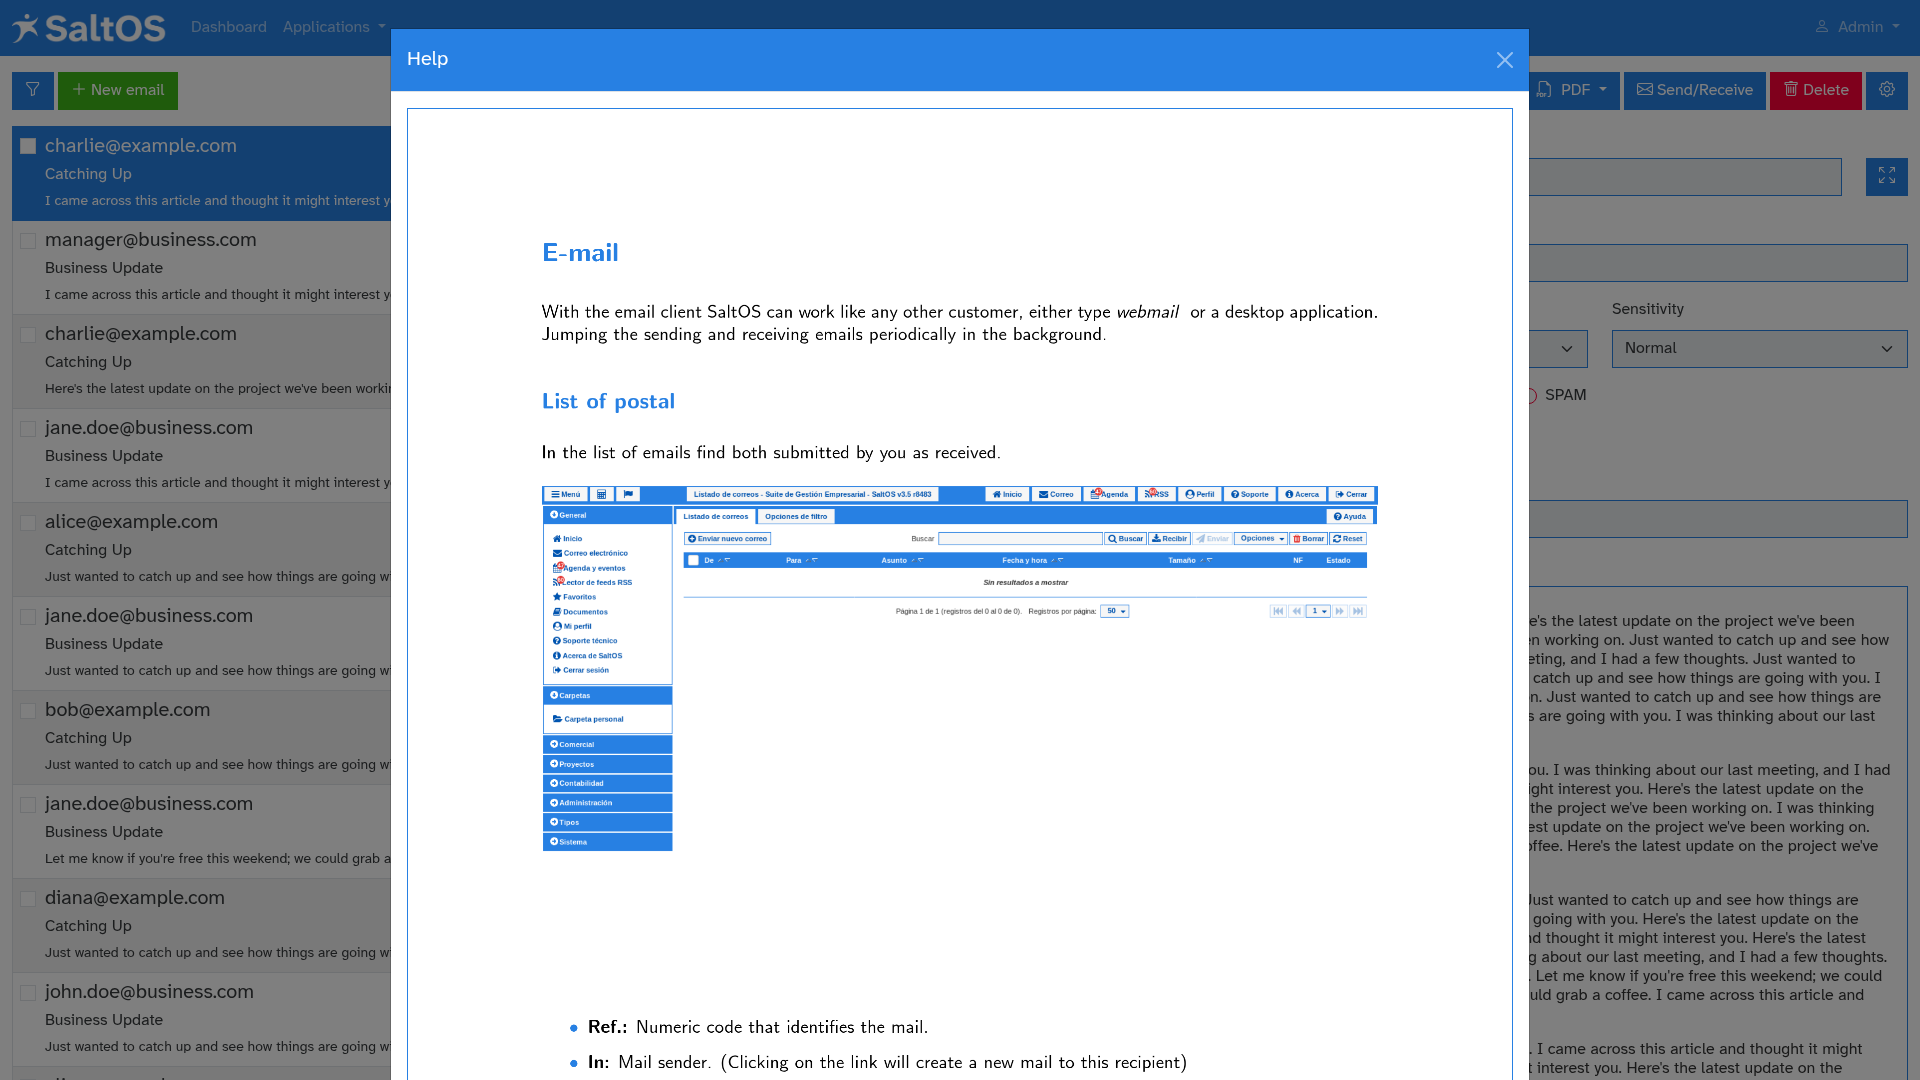 SaltOS
Dashboard
Applications
Admin
Help
New email
PDF
Send/Receive
Delete
charlie@example.com
Catching Up
I came across this article and thought it might interest y
manager@business.com
Business Update
I came across this article and thought it might interest y
charlie@example.com
Catching Up
Here's the latest update on the project we've been workin
jane.doe@business.com
Business Update
I came across this article and thought it might interest y
alice@example.com
Catching Up
Just wanted to catch up and see how things are going w
jane.doe@business.com
Business Update
Just wanted to catch up and see how things are going w
bob@example.com
Catching Up
Just wanted to catch up and see how things are going w
jane.doe@business.com
Business Update
Let me know if you're free this weekend; we could grab a
diana@example.com
Catching Up
Just wanted to catch up and see how things are going w
john.doe@business.com
Business Update
Just wanted to catch up and see how things are going w
E-mail
With the email client SaltOS can work like any other customer, either type webmail or a desktop application.
Jumping the sending and receiving emails periodically in the background.
List of postal
In the list of emails find both submitted by you as received.
Menú
Listado de correos - Suite de Gestión Empresarial - SaltOS v3.5 r6483
Inicio
Correo
Agenda
RSS
Perfil
Soporte
Acerca
Cerrar
General
Listado de correos
Opciones de filtro
Ayuda
Inicio
Correo electrónico
Agenda y eventos
Lector de feeds RSS
Favoritos
Documentos
Mi perfil
Soporte técnico
Acerca de SaltOS
Cerrar sesión
Carpetas
Carpeta personal
Comercial
Proyectos
Contabilidad
Administración
Tipos
Sistema
Enviar nuevo correo
Buscar
Buscar
Recibir
Enviar
Opciones
Borrar
Reset
De
Para
Asunto
Fecha y hora
Tamaño
NF
Estado
Sin resultados a mostrar
Página 1 de 1 (registros del 0 al 0 de 0). Registros por página: 50
1
• Ref.: Numeric code that identifies the mail.
• In: Mail sender. (Clicking on the link will create a new mail to this recipient)
Sensitivity
Normal
SPAM
e's the latest update on the project we've been
n working on. Just wanted to catch up and see how
eting, and I had a few thoughts. Just wanted to
catch up and see how things are going with you. I
n. Just wanted to catch up and see how things are
s are going with you. I was thinking about our last
ou. I was thinking about our last meeting, and I had
ght interest you. Here's the latest update on the
the project we've been working on. I was thinking
est update on the project we've been working on.
offee. Here's the latest update on the project we've
Just wanted to catch up and see how things are
going with you. Here's the latest update on the
d thought it might interest you. Here's the latest
g about our last meeting, and I had a few thoughts.
. Let me know if you're free this weekend; we could
uld grab a coffee. I came across this article and
. I came across this article and thought it might
t interest you. Here's the latest update on the